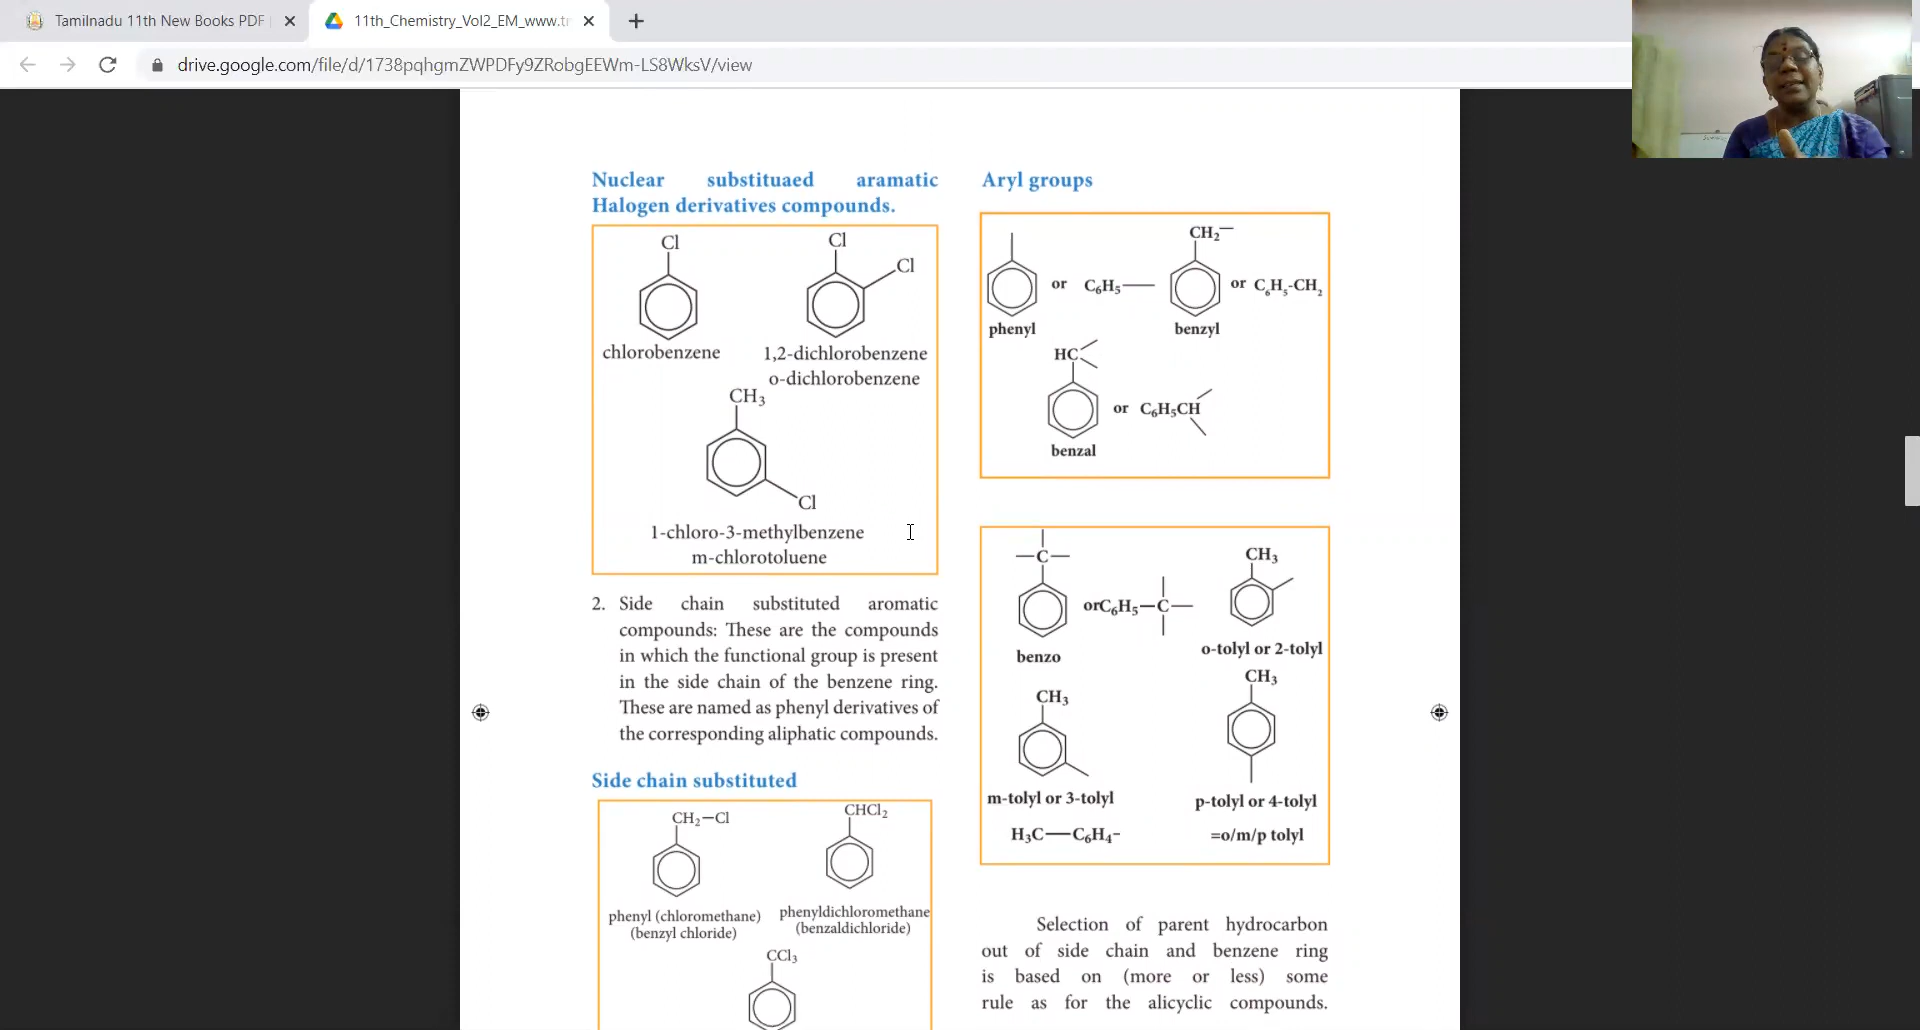 Tamilnadu 11th New Books PDF
11th_Chemistry_Vol2_EM_www.tr
drive.google.com/file/d/1738pqhgmZWPDFy9ZRobgEEWm-LS8WksV/view
Nuclear substituaed aramatic
Halogen derivatives compounds.
Cl
chlorobenzene
Cl
Cl
1,2-dichlorobenzene
o-dichlorobenzene
CH₃
Cl
1-chloro-3-methylbenzene
m-chlorotoluene
2. Side chain substituted aromatic
compounds: These are the compounds
in which the functional group is present
in the side chain of the benzene ring.
These are named as phenyl derivatives of
the corresponding aliphatic compounds.
Side chain substituted
CH₂—Cl
phenyl (chloromethane)
(benzyl chloride)
CHCl₂
phenyldichloromethane
(benzaldichloride)
CCl₃
Aryl groups
or C₆H₅—
phenyl
CH₂—
or C₆H₅-CH₂
benzyl
HC
or C₆H₅CH
benzal
—C—
orC₆H₅—C—
benzo
CH₃
o-tolyl or 2-tolyl
CH₃
m-tolyl or 3-tolyl
CH₃
p-tolyl or 4-tolyl
H₃C—C₆H₄-
=o/m/p tolyl
Selection of parent hydrocarbon
out of side chain and benzene ring
is based on (more or less) some
rule as for the alicyclic compounds.